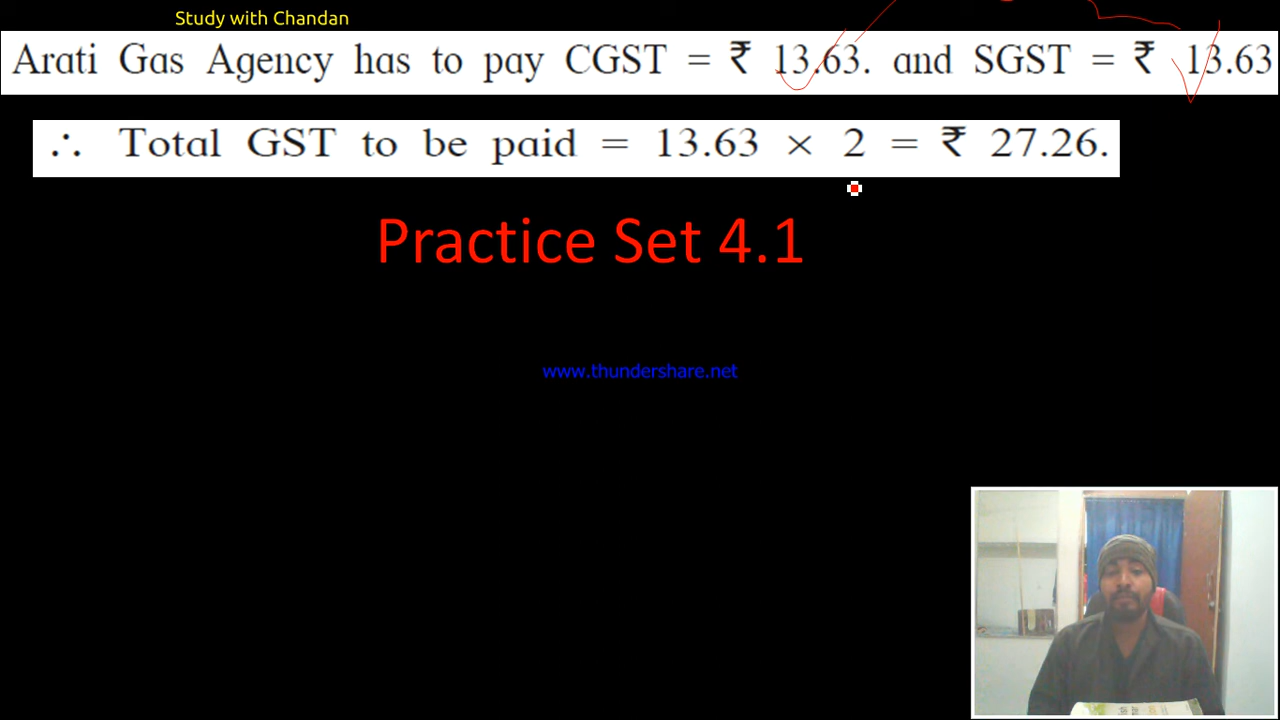 Study with Chandan
Arati Gas Agency has to pay CGST = ₹ 13.63. and SGST = ₹ 13.63
∴ Total GST to be paid = 13.63 × 2 = ₹ 27.26.
Practice Set 4.1
www.thundershare.net